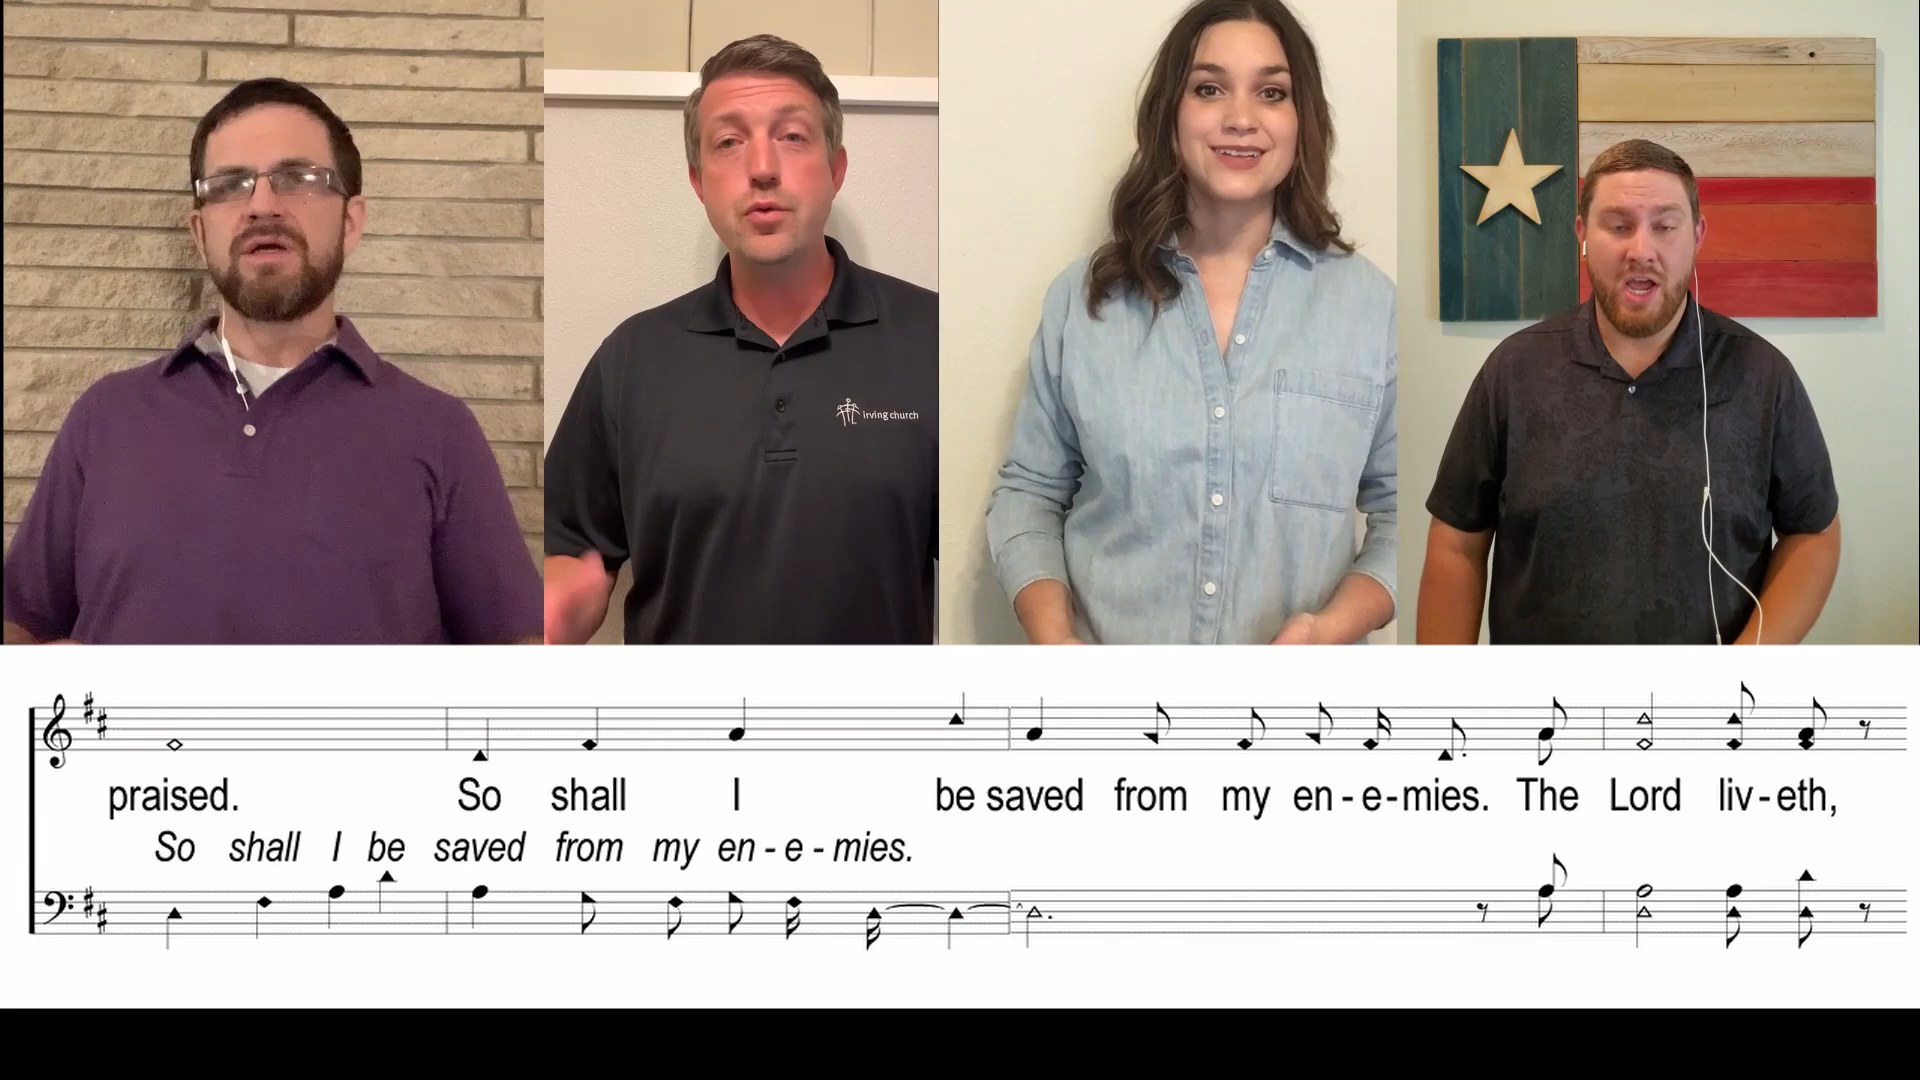 irving church
praised. So shall I be saved from my en-e-mies. The Lord liv-eth,
So shall I be saved from my en-e-mies.